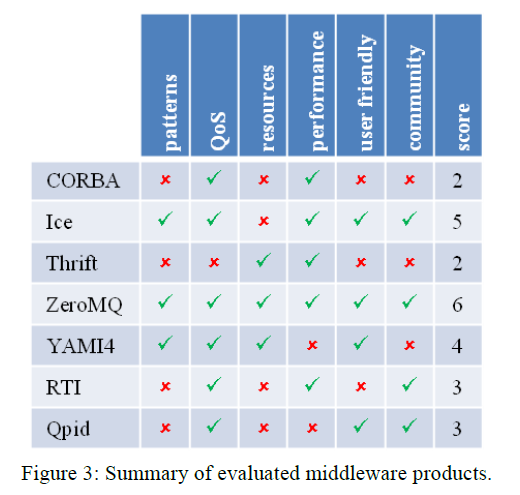 patterns QoS resources performance user friendly community score
CORBA ✗ ✓ ✗ ✓ ✗ ✗ 2
Ice ✓ ✓ ✗ ✓ ✓ ✓ 5
Thrift ✗ ✗ ✓ ✓ ✗ ✗ 2
ZeroMQ ✓ ✓ ✓ ✓ ✓ ✓ 6
YAMI4 ✓ ✓ ✓ ✗ ✓ ✗ 4
RTI ✗ ✓ ✗ ✓ ✗ ✓ 3
Qpid ✗ ✓ ✗ ✗ ✓ ✓ 3
Figure 3: Summary of evaluated middleware products.